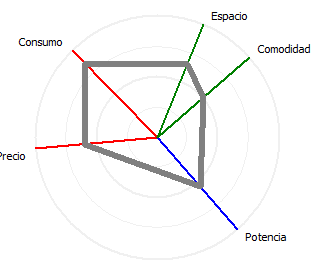 Espacio
Consumo
Comodidad
Precio
Potencia